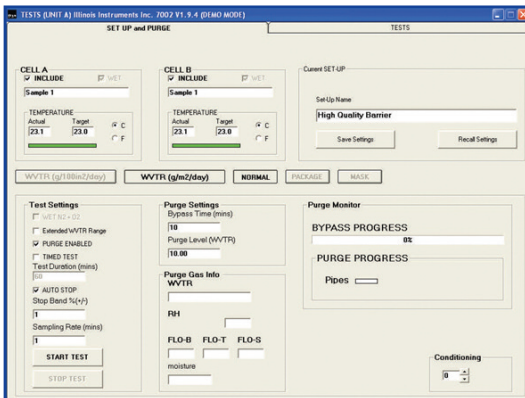 TESTS (UNIT A) Illinois Instruments Inc. 7002 V1.9.4 (DEMO MODE)
SET UP and PURGE
TESTS
CELL A
INCLUDE
WET
Sample 1
TEMPERATURE
Actual Target
23.1 23.0
C
F
CELL B
INCLUDE
WET
Sample 1
TEMPERATURE
Actual Target
23.1 23.0
C
F
Current SET-UP
Set-Up Name
High Quality Barrier
Save Settings
Recall Settings
WVTR (g/100in2/day)
WVTR (g/m2/day)
NORMAL
PACKAGE
MASK
Test Settings
WET N2 + O2
Extended WVTR Range
PURGE ENABLED
TIMED TEST
Test Duration (mins)
60
AUTO STOP
Stop Band %(+/-)
1
Sampling Rate (mins)
1
START TEST
STOP TEST
Purge Settings
Bypass Time (mins)
10
Purge Level (WVTR)
10.00
Purge Gas Info
WVTR
RH
FLO-B FLO-T FLO-S
moisture
Purge Monitor
BYPASS PROGRESS
0%
PURGE PROGRESS
Pipes
Conditioning
0